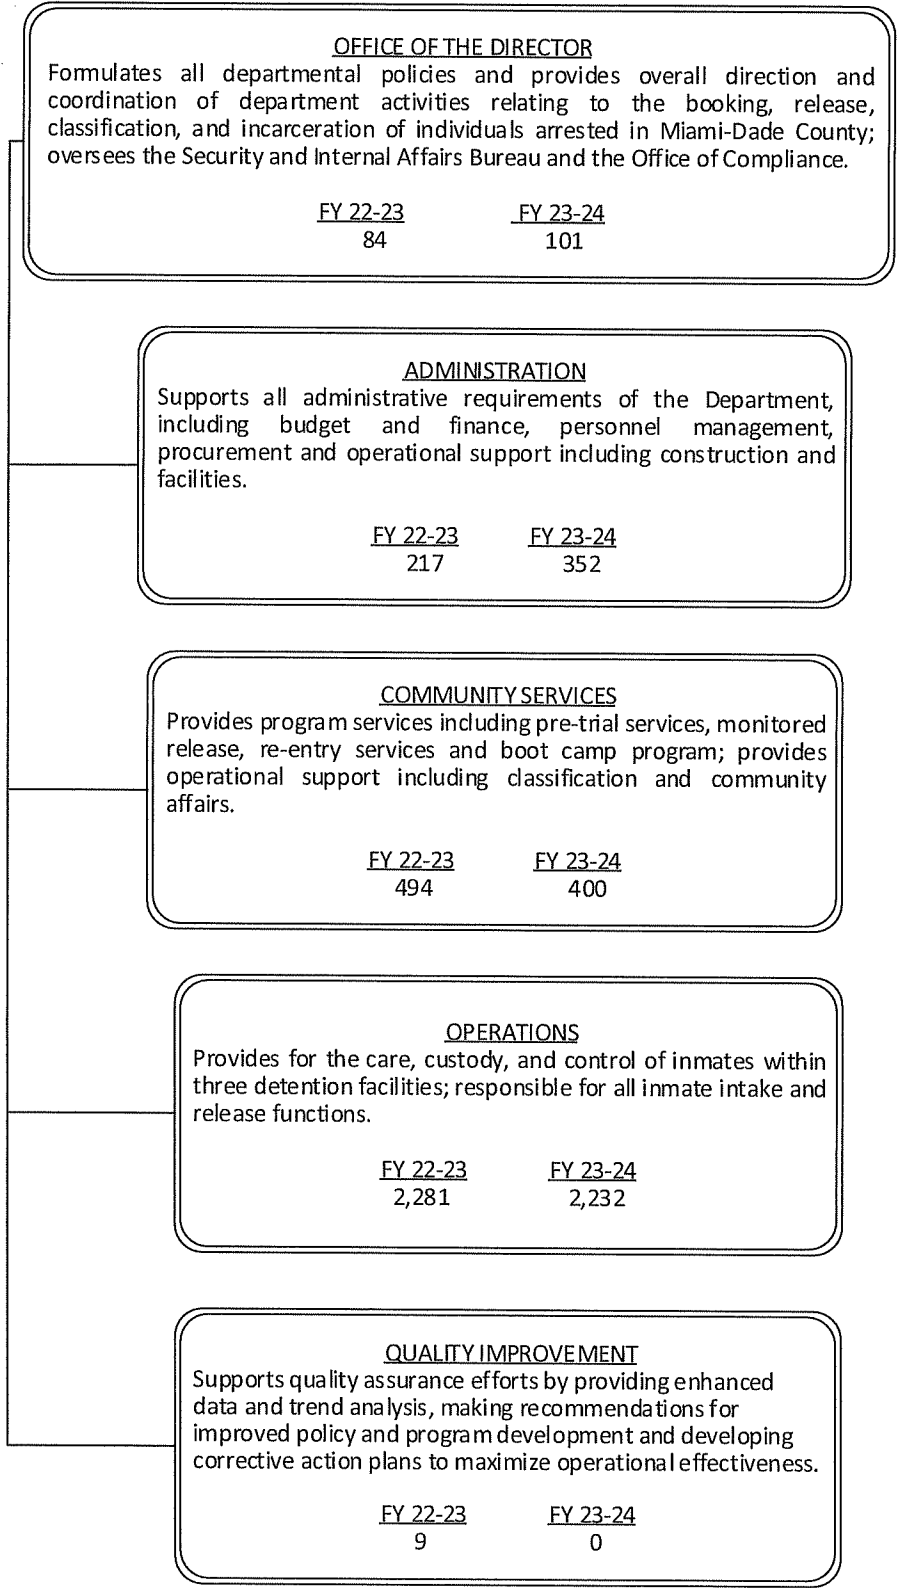 OFFICE OF THE DIRECTOR
Formulates all departmental policies and provides overall direction and
coordination of department activities relating to the booking, release,
classification, and incarceration of individuals arrested in Miami-Dade County;
oversees the Security and Internal Affairs Bureau and the Office of Compliance.
FY 22-23 FY 23-24
84 101
ADMINISTRATION
Supports all administrative requirements of the Department,
including budget and finance, personnel management,
procurement and operational support including construction and
facilities.
FY 22-23 FY 23-24
217 352
COMMUNITY SERVICES
Provides program services including pre-trial services, monitored
release, re-entry services and boot camp program; provides
operational support including classification and community
affairs.
FY 22-23 FY 23-24
494 400
OPERATIONS
Provides for the care, custody, and control of inmates within
three detention facilities; responsible for all inmate intake and
release functions.
FY 22-23 FY 23-24
2,281 2,232
QUALITY IMPROVEMENT
Supports quality assurance efforts by providing enhanced
data and trend analysis, making recommendations for
improved policy and program development and developing
corrective action plans to maximize operational effectiveness.
FY 22-23 FY 23-24
9 0